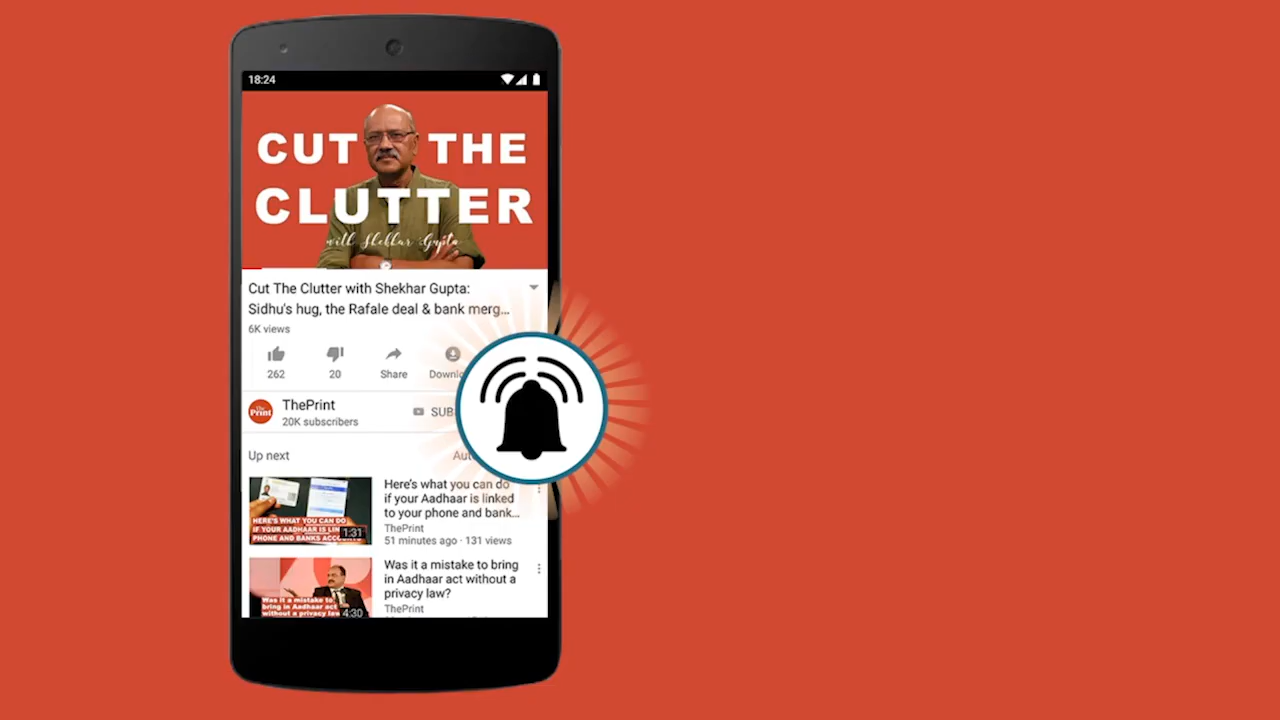 18:24
CUT THE
CLUTTER
with Shekhar Gupta
Cut The Clutter with Shekhar Gupta:
Sidhu's hug, the Rafale deal & bank merg...
6K views
262
20
Share
Downlo
The
Print
ThePrint
20K subscribers
SUB
Up next
Aut
Here's what you can do
if your Aadhaar is linked
to your phone and bank...
ThePrint
51 minutes ago · 131 views
HERE'S WHAT YOU CAN DO
IF YOUR AADHAAR IS LIN
PHONE AND BANKS ACC
1:31
Was it a mistake to bring
in Aadhaar act without a
privacy law?
ThePrint
Was it a mistake to
bring in Aadhaar act
without a privacy law
4:30